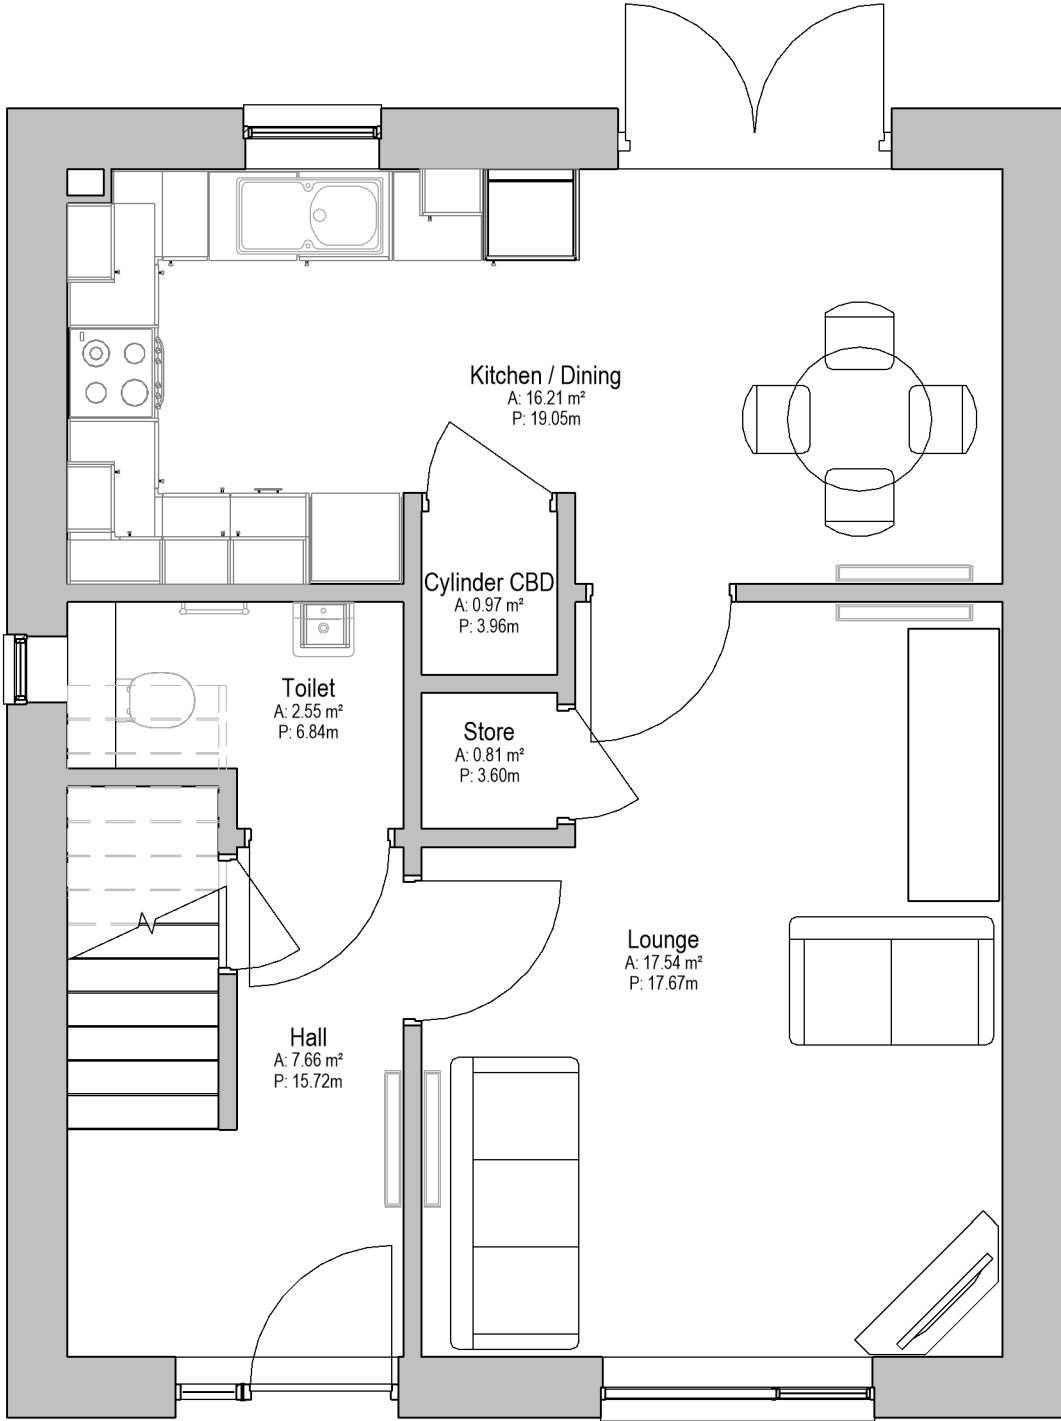 Kitchen / Dining
A: 16.21 m²
P: 19.05m
Cylinder CBD
A: 0.97 m²
P: 3.96m
Toilet
A: 2.55 m²
P: 6.84m
Store
A: 0.81 m²
P: 3.60m
Lounge
A: 17.54 m²
P: 17.67m
Hall
A: 7.66 m²
P: 15.72m